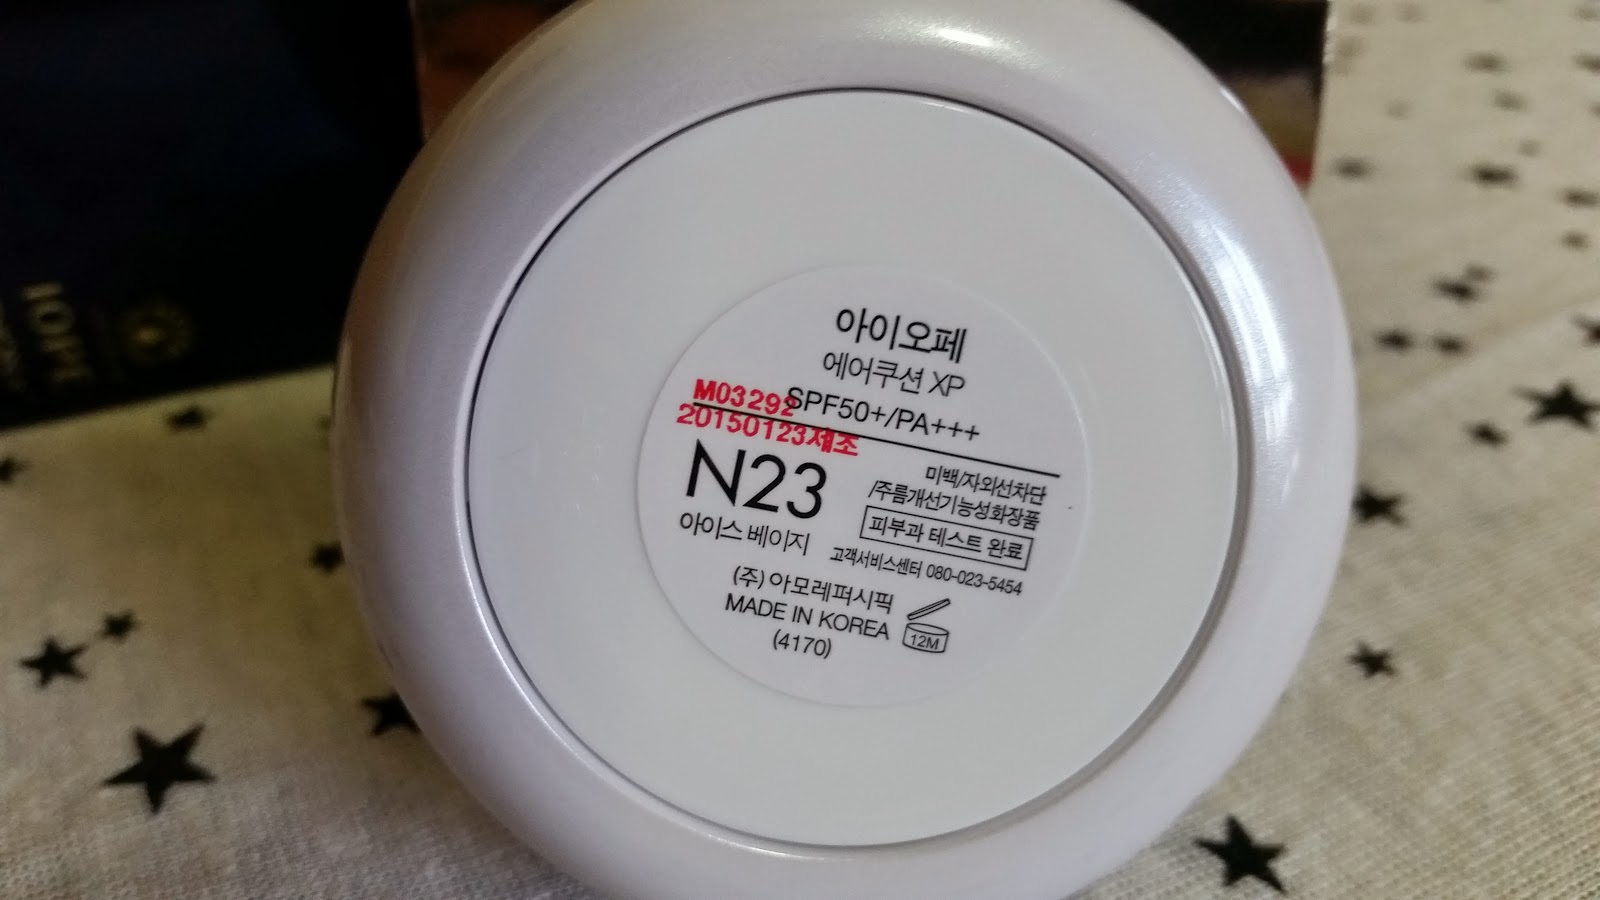 아이오페
에어쿠션 XP
SPF50+/PA+++
M03292
20150123제조
N23
아이스 베이지
미백/자외선차단
/주름개선기능성화장품
피부과 테스트 완료
고객서비스센터 080-023-5454
(주)아모레퍼시픽
MADE IN KOREA
(4170)
12M
IOPE